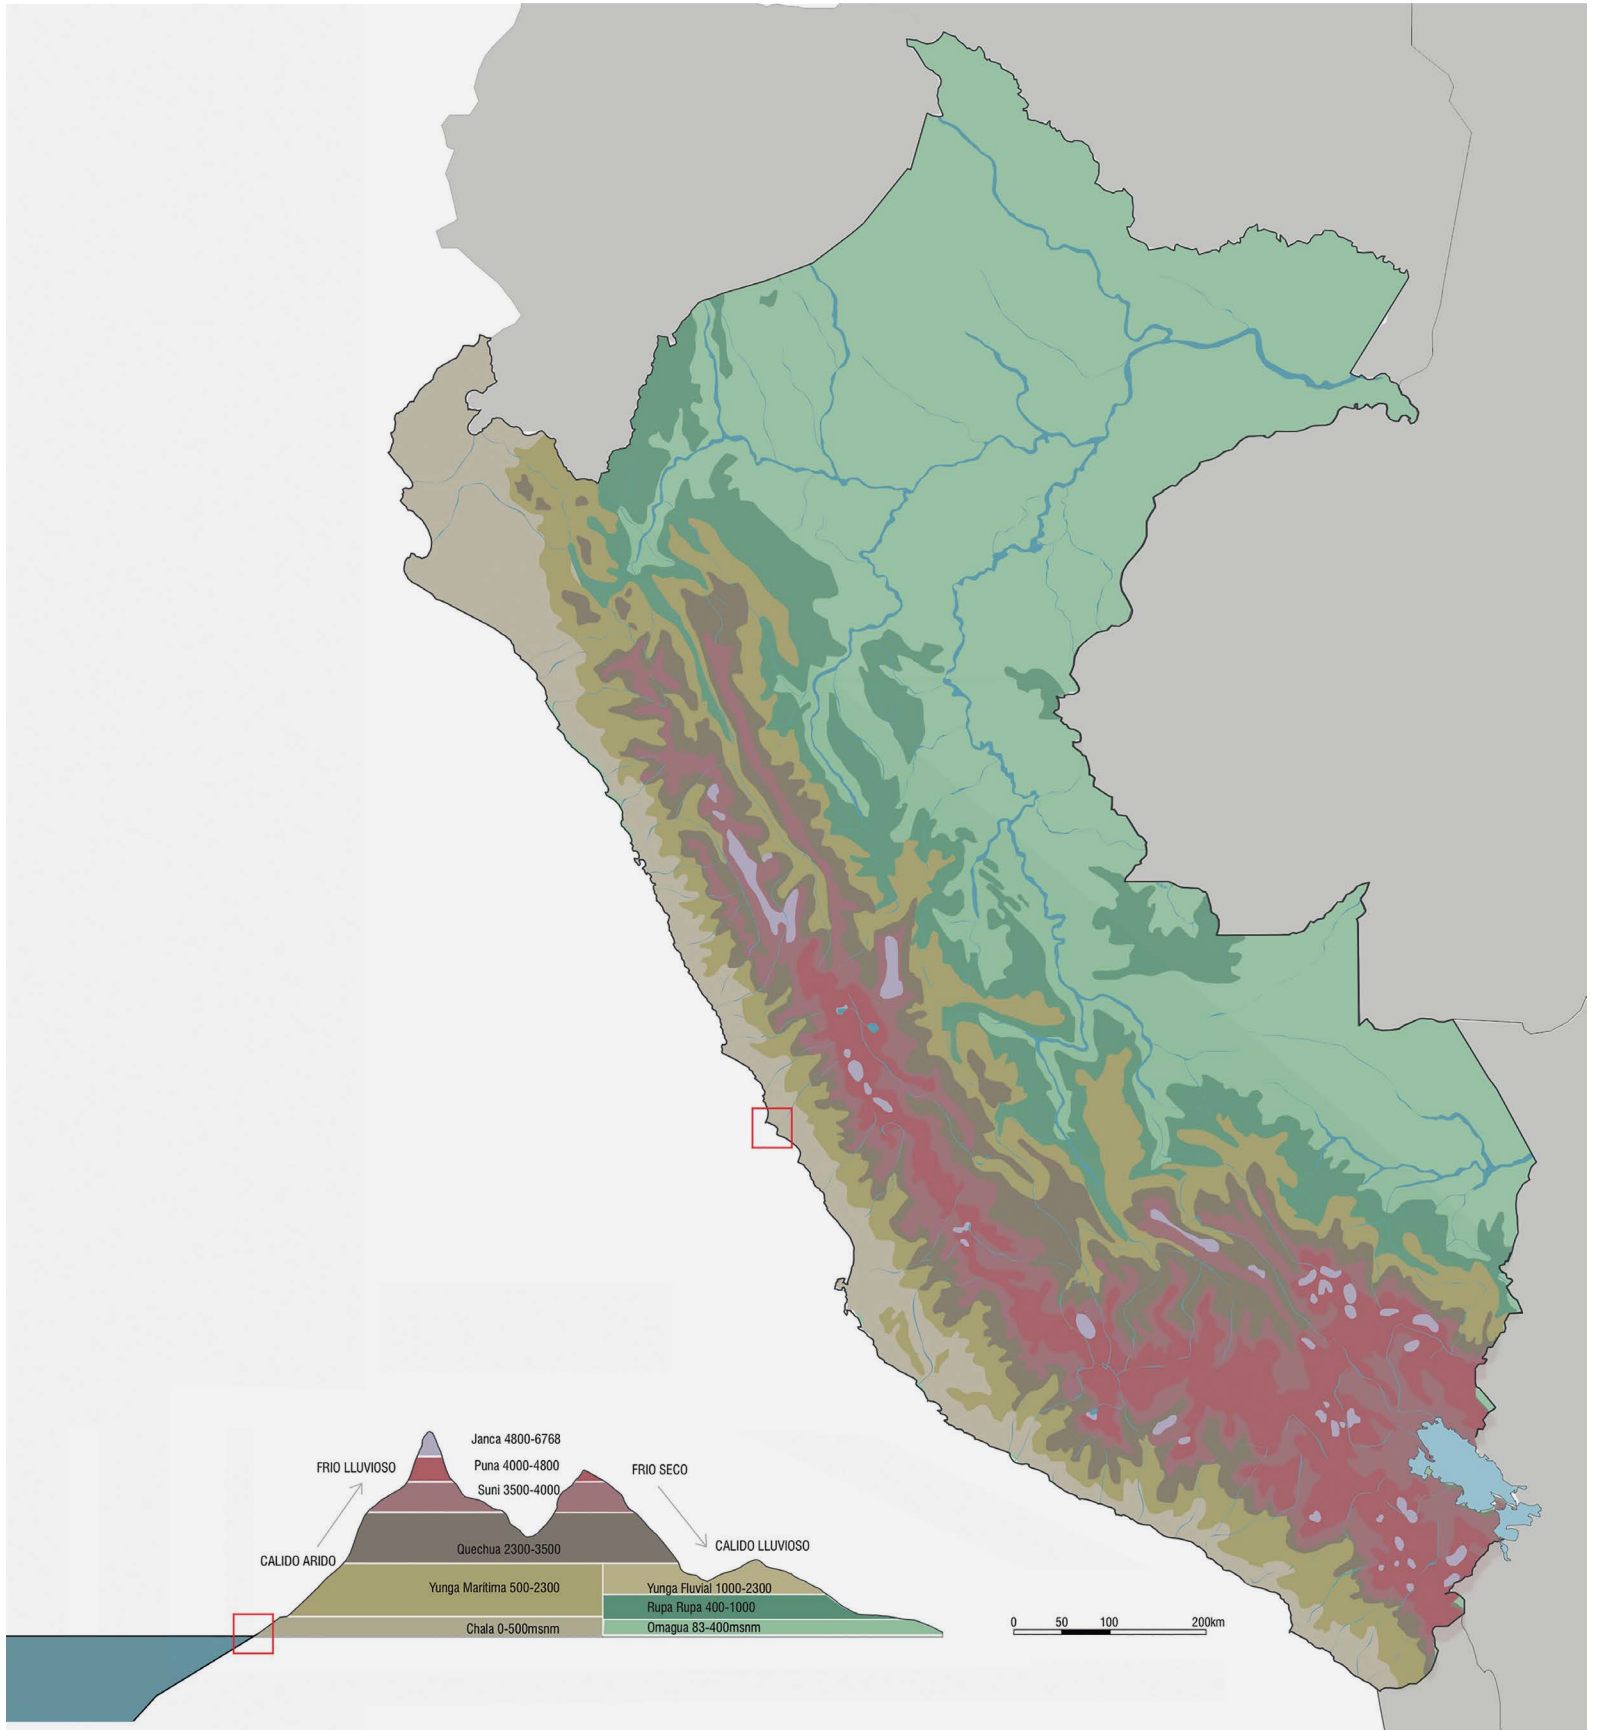 Janca 4800-6768
FRIO LLUVIOSO
Puna 4000-4800
FRIO SECO
Suni 3500-4000
CALIDO ARIDO
Quechua 2300-3500
CALIDO LLUVIOSO
Yunga Maritima 500-2300
Yunga Fluvial 1000-2300
Rupa Rupa 400-1000
Chala 0-500msnm
Omagua 83-400msnm
0 50 100 200km